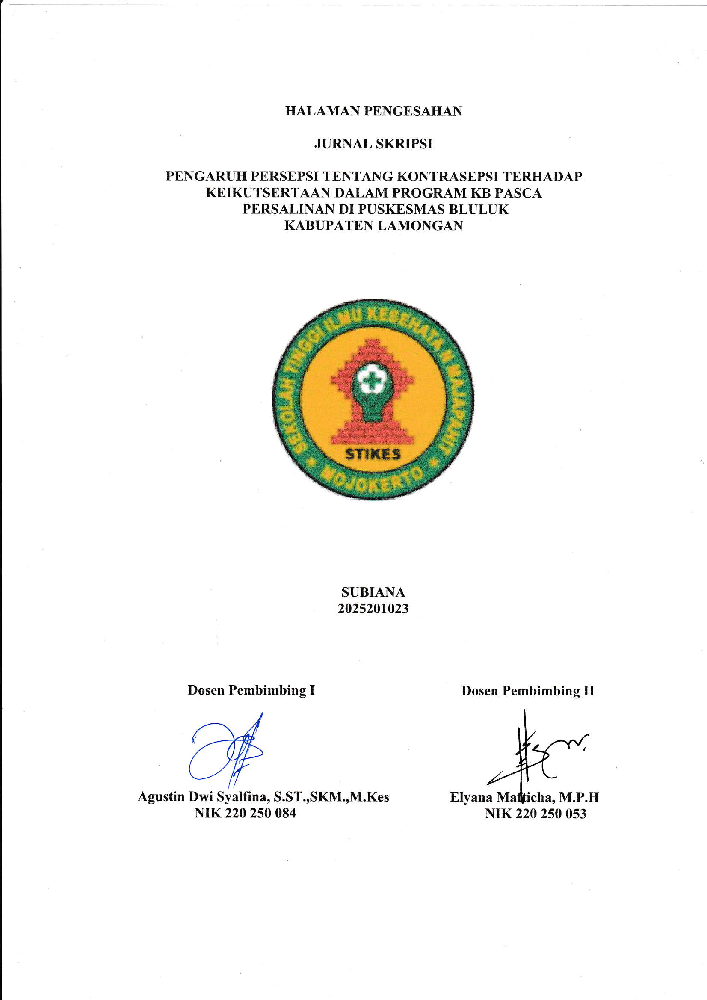 HALAMAN PENGESAHAN
JURNAL SKRIPSI
PENGARUH PERSEPSI TENTANG KONTRASEPSI TERHADAP
KEIKUTSERTAAN DALAM PROGRAM KB PASCA
PERSALINAN DI PUSKESMAS BLULUK
KABUPATEN LAMONGAN
SEKOLAH TINGGI ILMU KESEHATAN MAJAPAHIT
STIKES
MOJOKERTO
SUBIANA
2025201023
Dosen Pembimbing I
Dosen Pembimbing II
Agustin Dwi Syalfina, S.ST.,SKM.,M.Kes
Elyana Mafticha, M.P.H
NIK 220 250 084
NIK 220 250 053